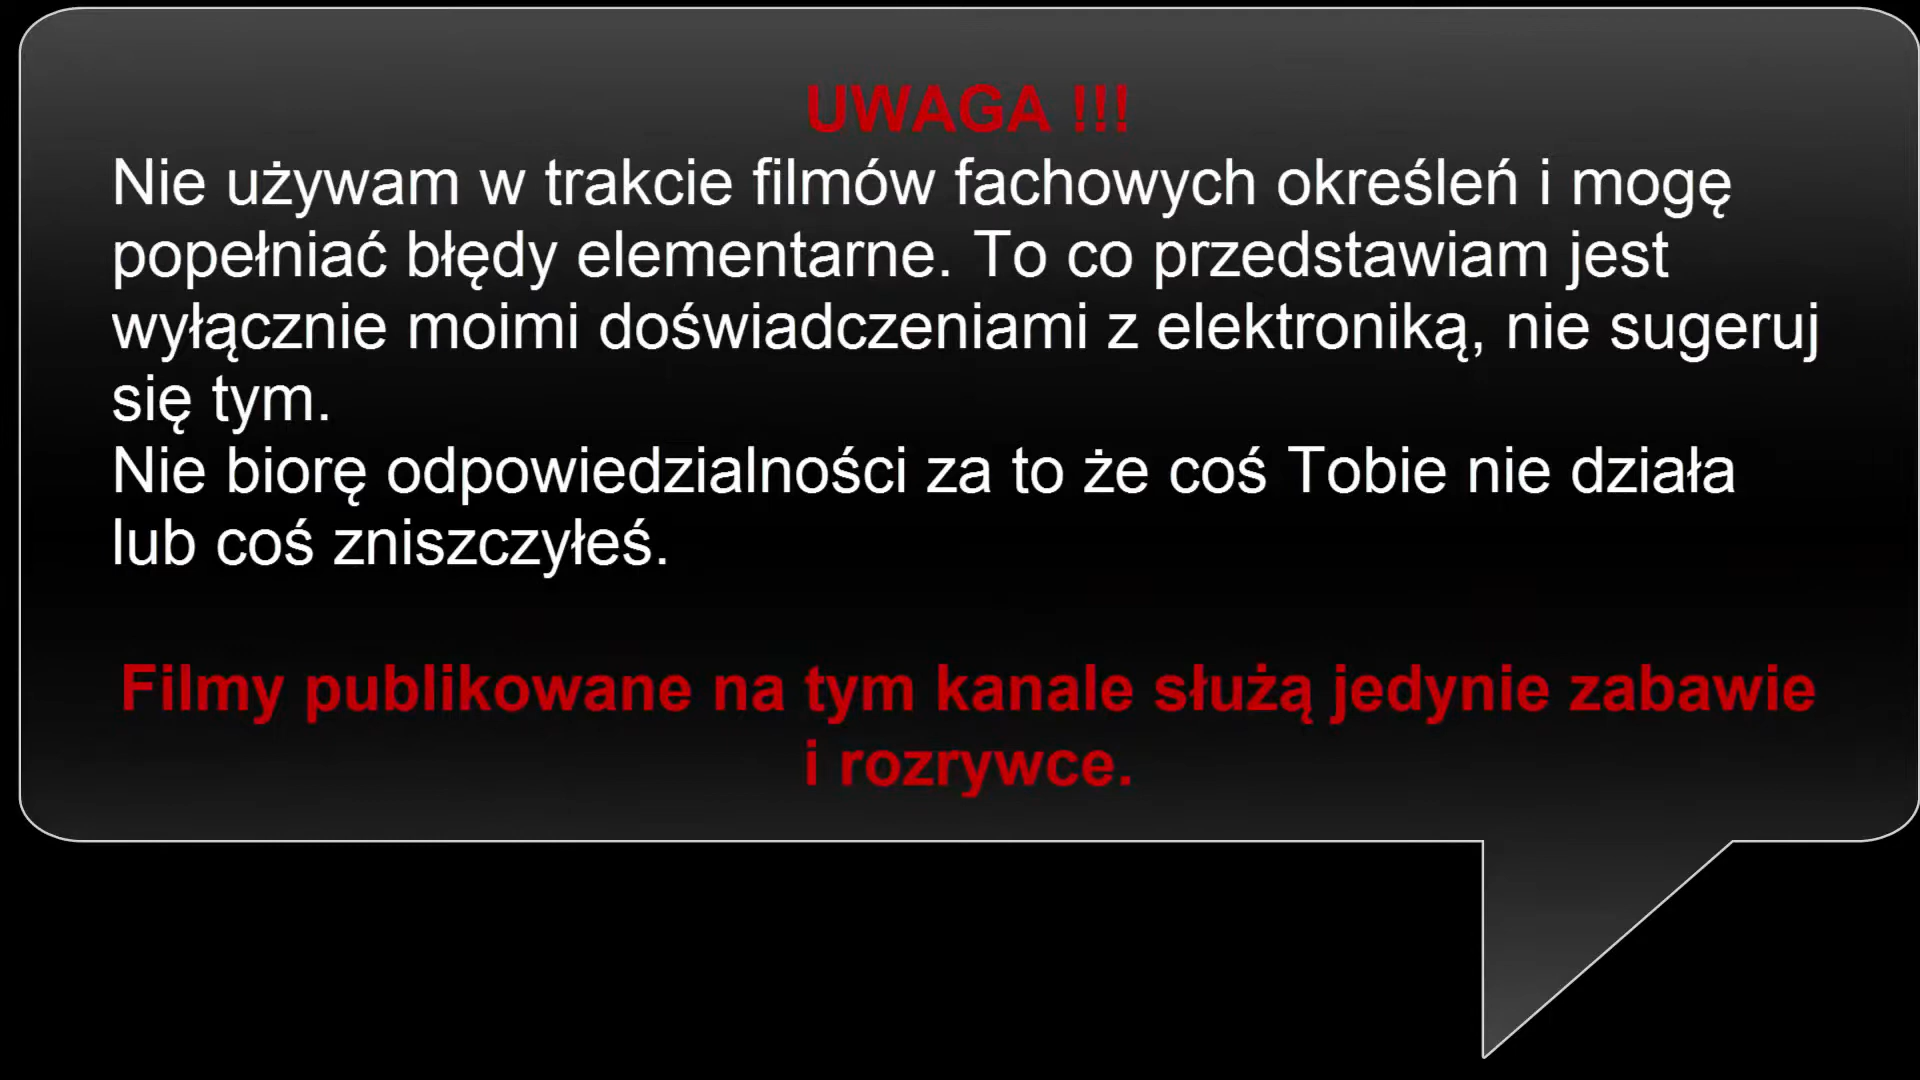 UWAGA !!!
Nie używam w trakcie filmów fachowych określeń i mogę
popełniać błędy elementarne. To co przedstawiam jest
wyłącznie moimi doświadczeniami z elektroniką, nie sugeruj
się tym.
Nie biorę odpowiedzialności za to że coś Tobie nie działa
lub coś zniszczyłeś.
Filmy publikowane na tym kanale służą jedynie zabawie
i rozrywce.